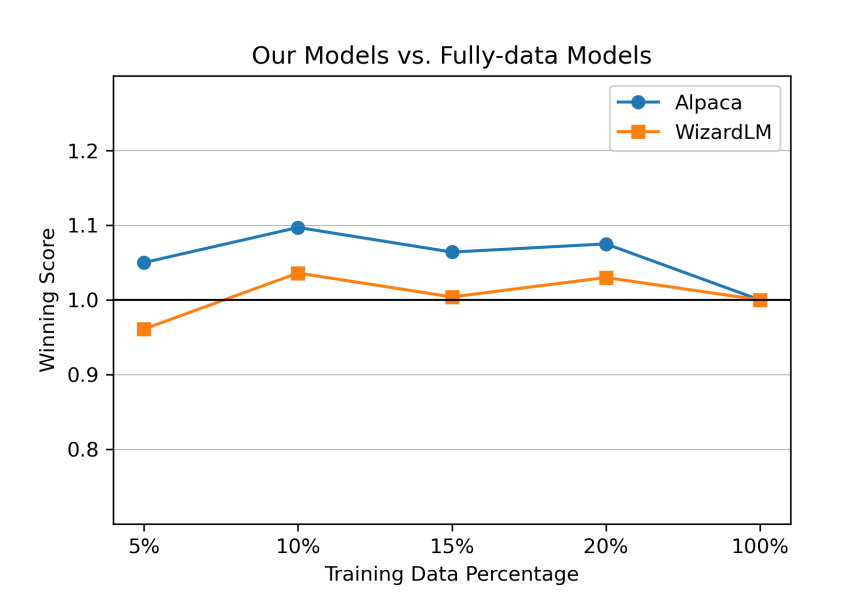 Our Models vs. Fully-data Models
Alpaca
WizardLM
1.2
1.1
1.0
0.9
0.8
Winning Score
5%
10%
15%
20%
100%
Training Data Percentage